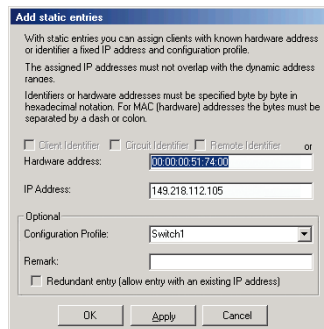 Add static entries
With static entries you can assign clients with known hardware address
or identifier a fixed IP address and configuration profile.
The assigned IP addresses must not overlap with the dynamic address
ranges.
Identifiers or hardware addresses must be specified byte by byte in
hexadecimal notation. For MAC (hardware) addresses the bytes must be
separated by a dash or colon.
Client Identifier Circuit Identifier Remote Identifier or
Hardware address: 00:00:00:51:74:00
IP Address: 149.218.112.105
Optional
Configuration Profile: Switch1
Remark:
Redundant entry (allow entry with an existing IP address)
OK Apply Cancel